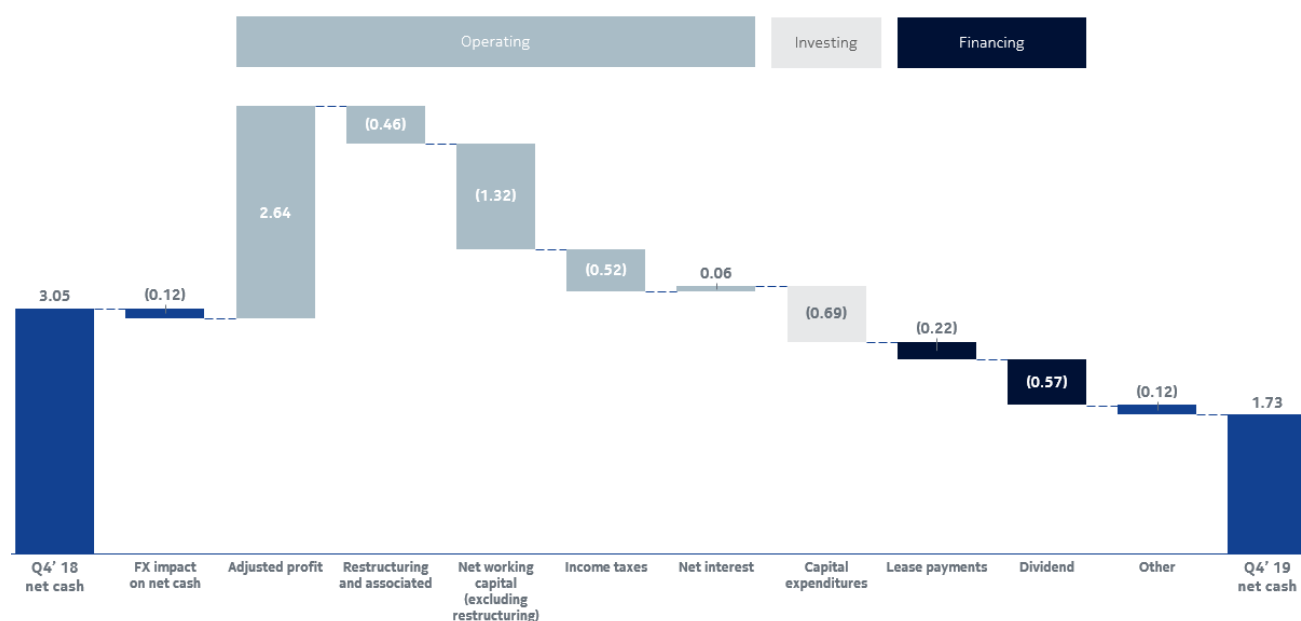 Operating
Investing
Financing
3.05
(0.12)
2.64
(0.46)
(1.32)
(0.52)
0.06
(0.69)
(0.22)
(0.57)
(0.12)
1.73
Q4’ 18
net cash
FX impact
on net cash
Adjusted profit
Restructuring
and associated
Net working
capital
(excluding
restructuring)
Income taxes
Net interest
Capital
expenditures
Lease payments
Dividend
Other
Q4’ 19
net cash